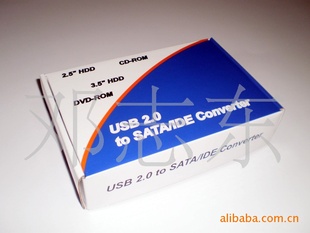 2.5" HDD
CD-ROM
3.5" HDD
DVD-ROM
USB 2.0
to SATA/IDE Converter
USB 2.0 to SATA/IDE Converter
邓志东
alibaba.com.cn